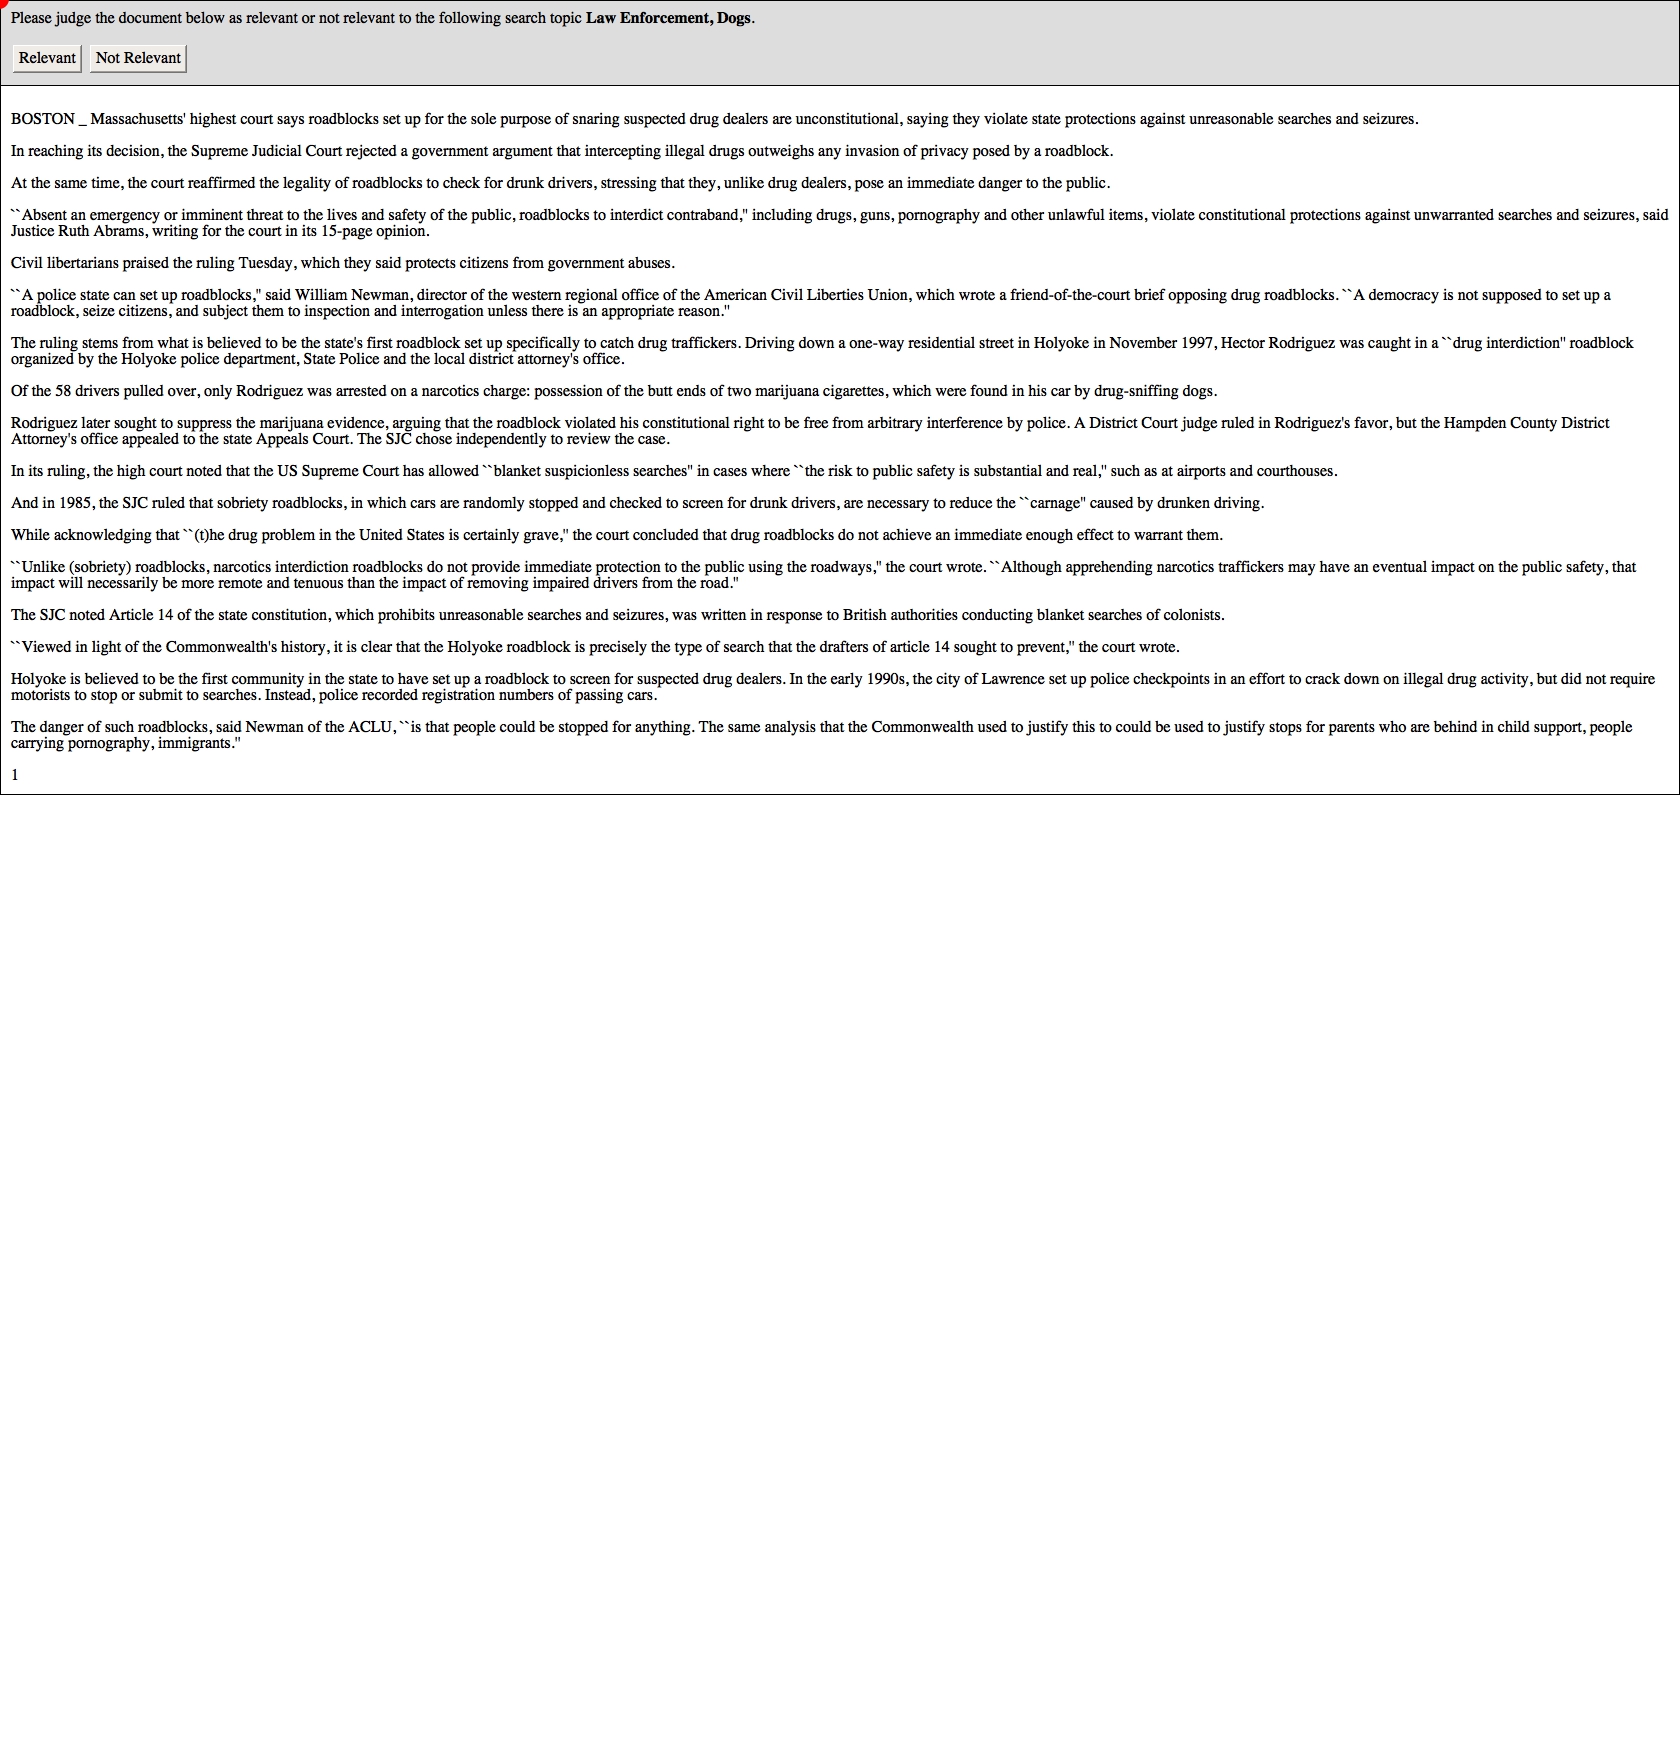 Please judge the document below as relevant or not relevant to the following search topic Law Enforcement, Dogs.
Relevant Not Relevant
BOSTON _ Massachusetts' highest court says roadblocks set up for the sole purpose of snaring suspected drug dealers are unconstitutional, saying they violate state protections against unreasonable searches and seizures.
In reaching its decision, the Supreme Judicial Court rejected a government argument that intercepting illegal drugs outweighs any invasion of privacy posed by a roadblock.
At the same time, the court reaffirmed the legality of roadblocks to check for drunk drivers, stressing that they, unlike drug dealers, pose an immediate danger to the public.
``Absent an emergency or imminent threat to the lives and safety of the public, roadblocks to interdict contraband,'' including drugs, guns, pornography and other unlawful items, violate constitutional protections against unwarranted searches and seizures, said
Justice Ruth Abrams, writing for the court in its 15-page opinion.
Civil libertarians praised the ruling Tuesday, which they said protects citizens from government abuses.
``A police state can set up roadblocks,'' said William Newman, director of the western regional office of the American Civil Liberties Union, which wrote a friend-of-the-court brief opposing drug roadblocks. ``A democracy is not supposed to set up a
roadblock, seize citizens, and subject them to inspection and interrogation unless there is an appropriate reason.''
The ruling stems from what is believed to be the state's first roadblock set up specifically to catch drug traffickers. Driving down a one-way residential street in Holyoke in November 1997, Hector Rodriguez was caught in a ``drug interdiction'' roadblock
organized by the Holyoke police department, State Police and the local district attorney's office.
Of the 58 drivers pulled over, only Rodriguez was arrested on a narcotics charge: possession of the butt ends of two marijuana cigarettes, which were found in his car by drug-sniffing dogs.
Rodriguez later sought to suppress the marijuana evidence, arguing that the roadblock violated his constitutional right to be free from arbitrary interference by police. A District Court judge ruled in Rodriguez's favor, but the Hampden County District
Attorney's office appealed to the state Appeals Court. The SJC chose independently to review the case.
In its ruling, the high court noted that the US Supreme Court has allowed ``blanket suspicionless searches'' in cases where ``the risk to public safety is substantial and real,'' such as at airports and courthouses.
And in 1985, the SJC ruled that sobriety roadblocks, in which cars are randomly stopped and checked to screen for drunk drivers, are necessary to reduce the ``carnage'' caused by drunken driving.
While acknowledging that ``(t)he drug problem in the United States is certainly grave,'' the court concluded that drug roadblocks do not achieve an immediate enough effect to warrant them.
``Unlike (sobriety) roadblocks, narcotics interdiction roadblocks do not provide immediate protection to the public using the roadways,'' the court wrote. ``Although apprehending narcotics traffickers may have an eventual impact on the public safety, that
impact will necessarily be more remote and tenuous than the impact of removing impaired drivers from the road.''
The SJC noted Article 14 of the state constitution, which prohibits unreasonable searches and seizures, was written in response to British authorities conducting blanket searches of colonists.
``Viewed in light of the Commonwealth's history, it is clear that the Holyoke roadblock is precisely the type of search that the drafters of article 14 sought to prevent,'' the court wrote.
Holyoke is believed to be the first community in the state to have set up a roadblock to screen for suspected drug dealers. In the early 1990s, the city of Lawrence set up police checkpoints in an effort to crack down on illegal drug activity, but did not require
motorists to stop or submit to searches. Instead, police recorded registration numbers of passing cars.
The danger of such roadblocks, said Newman of the ACLU, ``is that people could be stopped for anything. The same analysis that the Commonwealth used to justify this to could be used to justify stops for parents who are behind in child support, people
carrying pornography, immigrants.''
1